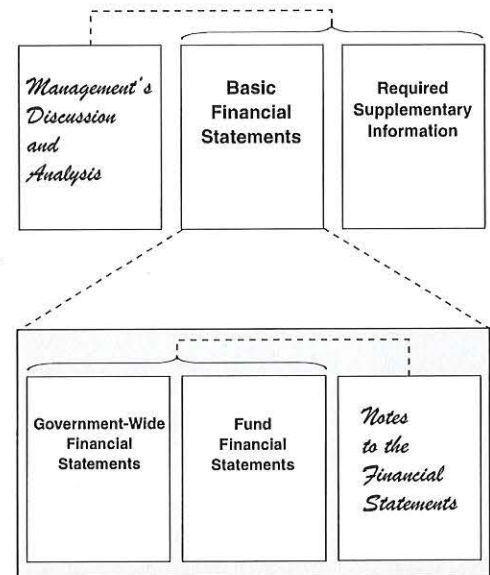 Management's
Discussion
and
Analysis
Basic
Financial
Statements
Required
Supplementary
Information
Government-Wide
Financial
Statements
Fund
Financial
Statements
Notes
to the
Financial
Statements